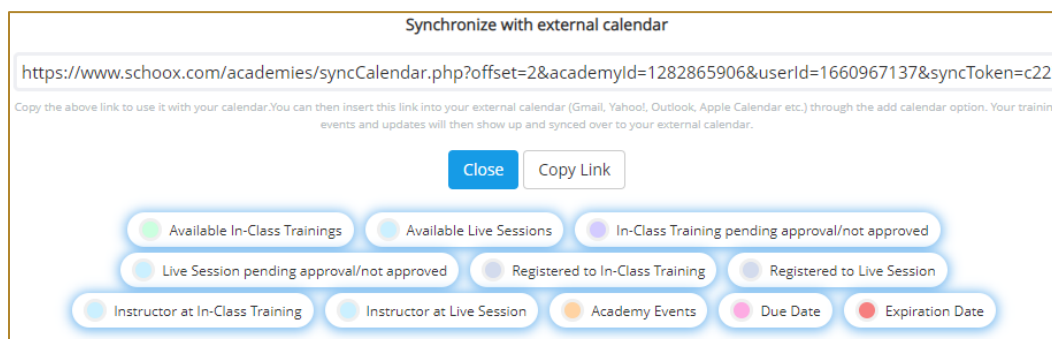 Synchronize with external calendar
https://www.schoox.com/academies/syncCalendar.php?offset=2&academyId=1282865906&userId=1660967137&syncToken=c22
Copy the above link to use it with your calendar.You can then insert this link into your external calendar (Gmail, Yahoo!, Outlook, Apple Calendar etc.) through the add calendar option. Your trainin
events and updates will then show up and synced over to your external calendar.
Close Copy Link
Available In-Class Trainings Available Live Sessions In-Class Training pending approval/not approved
Live Session pending approval/not approved Registered to In-Class Training Registered to Live Session
Instructor at In-Class Training Instructor at Live Session Academy Events Due Date Expiration Date